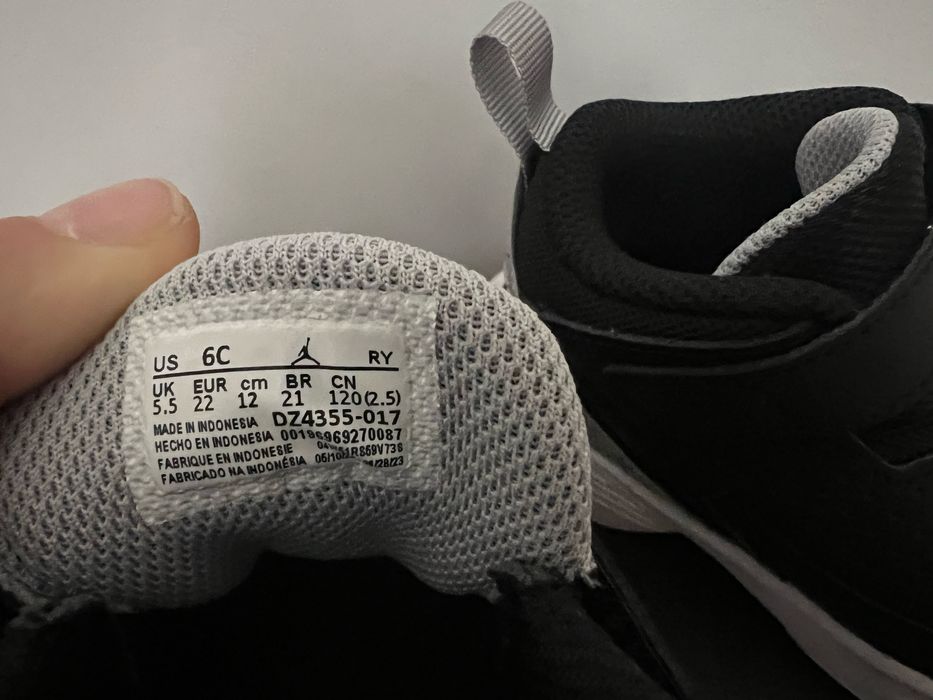 US 6C RY
UK EUR cm BR CN
5.5 22 12 21 120(2.5)
MADE IN INDONESIA DZ4355-017
HECHO EN INDONESIA
FABRIQUE EN INDONESIE
FABRICADO NA INDONÉSIA